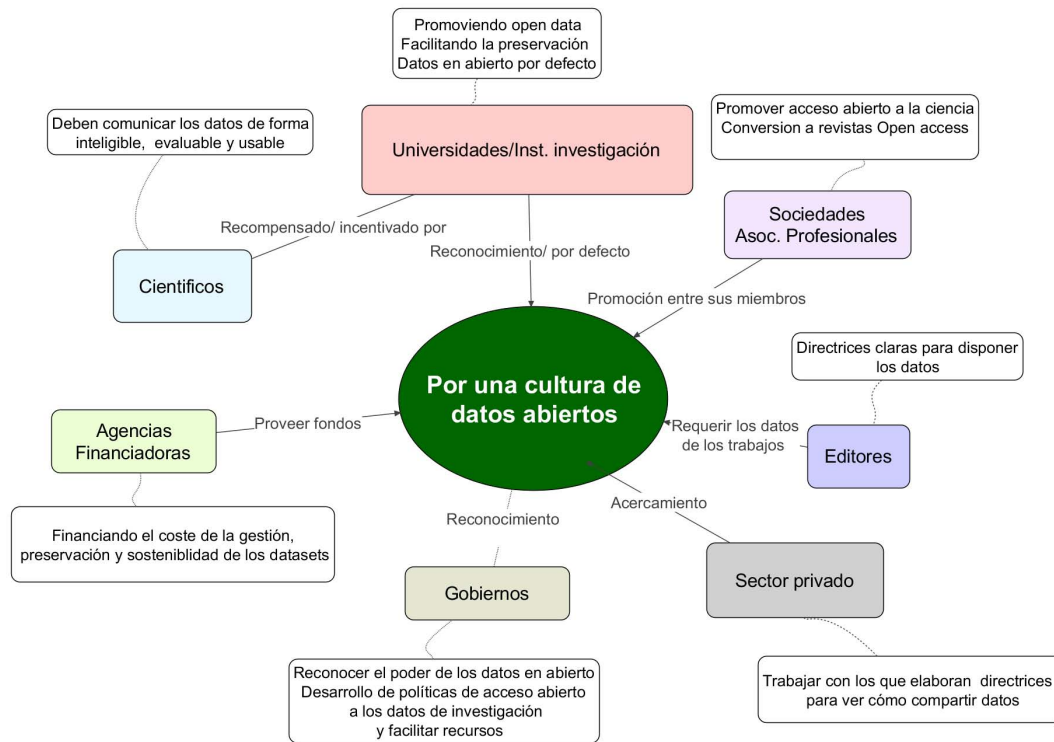 Promoviendo open data
Facilitando la preservación
Datos en abierto por defecto
Deben comunicar los datos de forma
inteligible, evaluable y usable
Promover acceso abierto a la ciencia
Conversion a revistas Open access
Universidades/Inst. investigación
Sociedades
Asoc. Profesionales
Recompensado/ incentivado por
Reconocimiento/ por defecto
Cientificos
Promoción entre sus miembros
Directrices claras para disponer
los datos
Por una cultura de
datos abiertos
Agencias
Financiadoras
Proveer fondos
Requerir los datos
de los trabajos
Editores
Acercamiento
Reconocimiento
Financiando el coste de la gestión,
preservación y sosteniblidad de los datasets
Gobiernos
Sector privado
Reconocer el poder de los datos en abierto
Desarrollo de políticas de acceso abierto
a los datos de investigación
y facilitar recursos
Trabajar con los que elaboran directrices
para ver cómo compartir datos